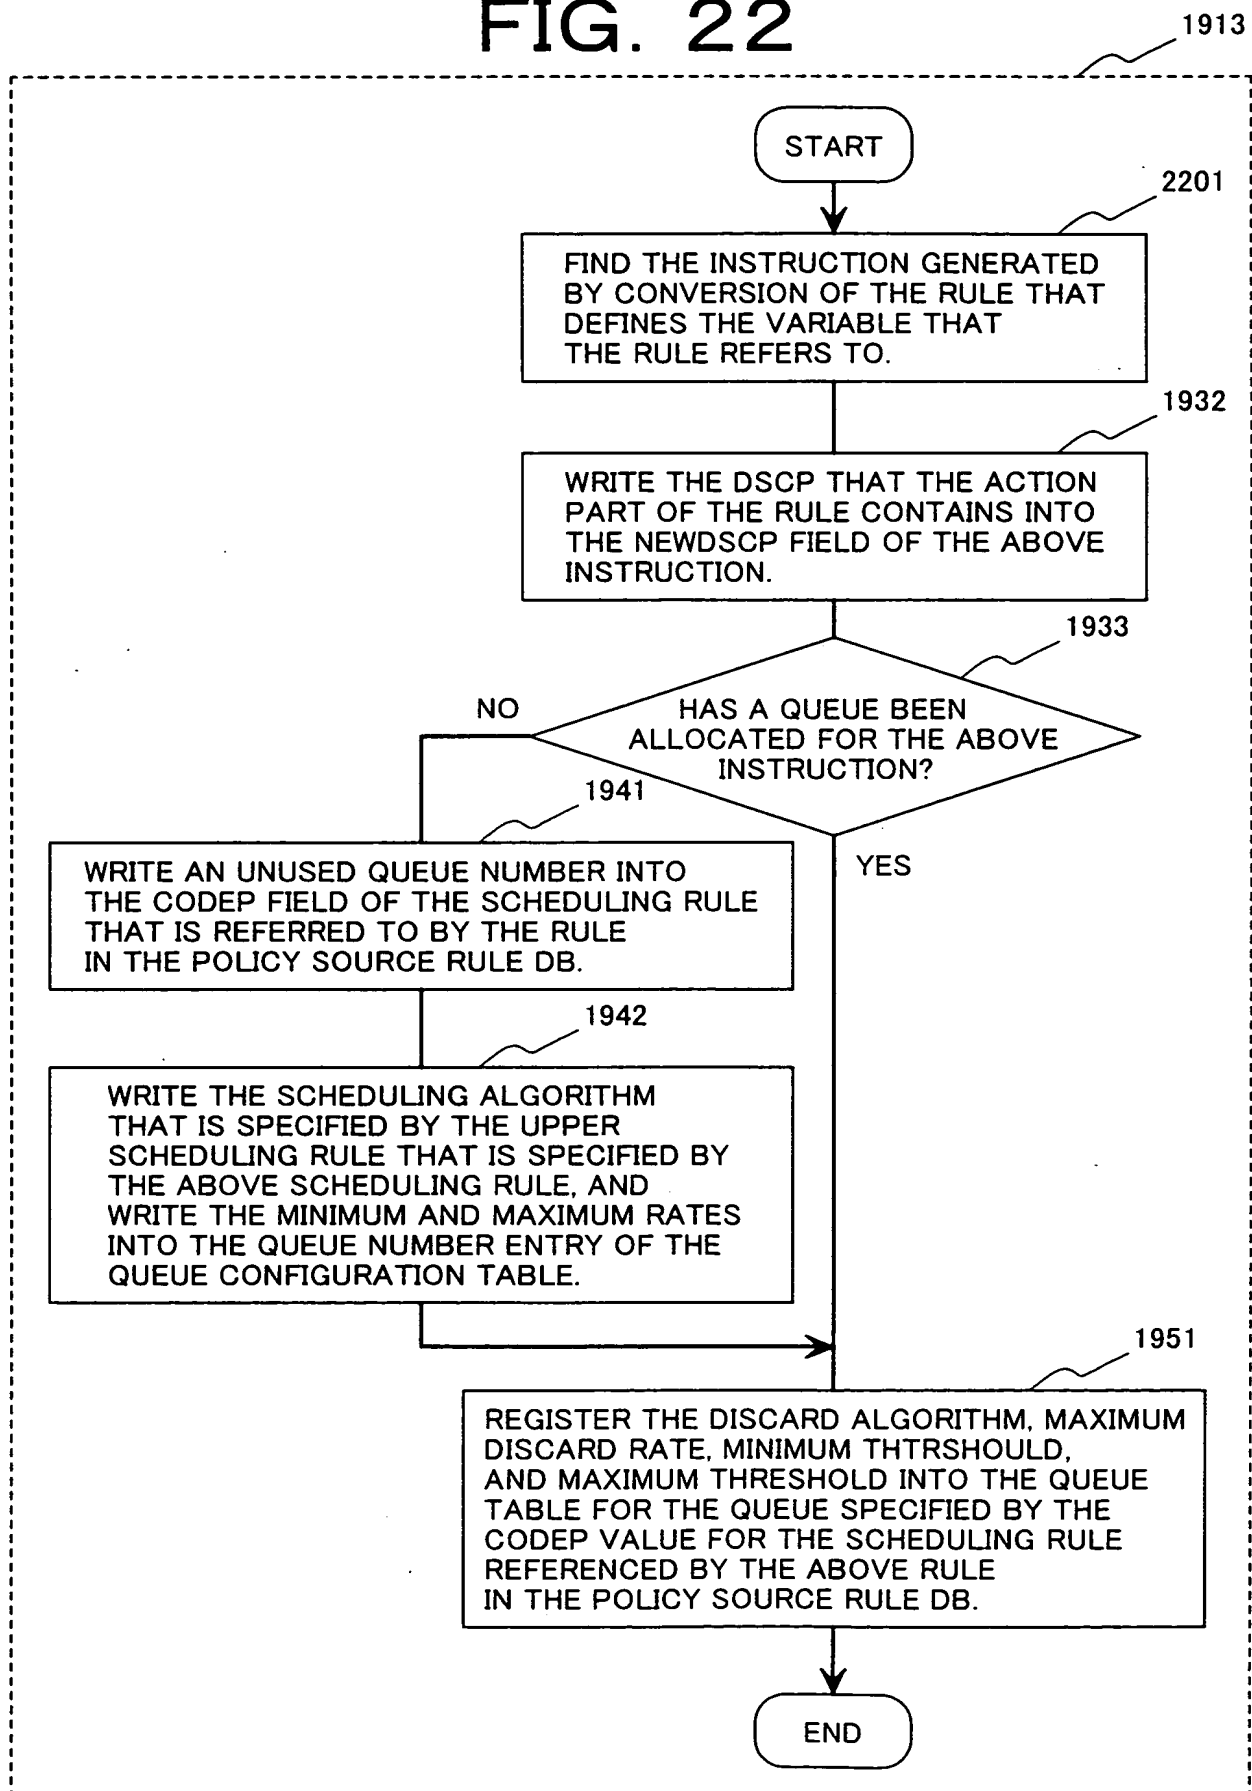 FIG. 22
1913
START
2201
FIND THE INSTRUCTION GENERATED
BY CONVERSION OF THE RULE THAT
DEFINES THE VARIABLE THAT
THE RULE REFERS TO.
1932
WRITE THE DSCP THAT THE ACTION
PART OF THE RULE CONTAINS INTO
THE NEWDSCP FIELD OF THE ABOVE
INSTRUCTION.
1933
HAS A QUEUE BEEN
ALLOCATED FOR THE ABOVE
INSTRUCTION?
NO
YES
1941
WRITE AN UNUSED QUEUE NUMBER INTO
THE CODEP FIELD OF THE SCHEDULING RULE
THAT IS REFERRED TO BY THE RULE
IN THE POLICY SOURCE RULE DB.
1942
WRITE THE SCHEDULING ALGORITHM
THAT IS SPECIFIED BY THE UPPER
SCHEDULING RULE THAT IS SPECIFIED BY
THE ABOVE SCHEDULING RULE, AND
WRITE THE MINIMUM AND MAXIMUM RATES
INTO THE QUEUE NUMBER ENTRY OF THE
QUEUE CONFIGURATION TABLE.
1951
REGISTER THE DISCARD ALGORITHM, MAXIMUM
DISCARD RATE, MINIMUM THTRSHOULD,
AND MAXIMUM THRESHOLD INTO THE QUEUE
TABLE FOR THE QUEUE SPECIFIED BY THE
CODEP VALUE FOR THE SCHEDULING RULE
REFERENCED BY THE ABOVE RULE
IN THE POLICY SOURCE RULE DB.
END